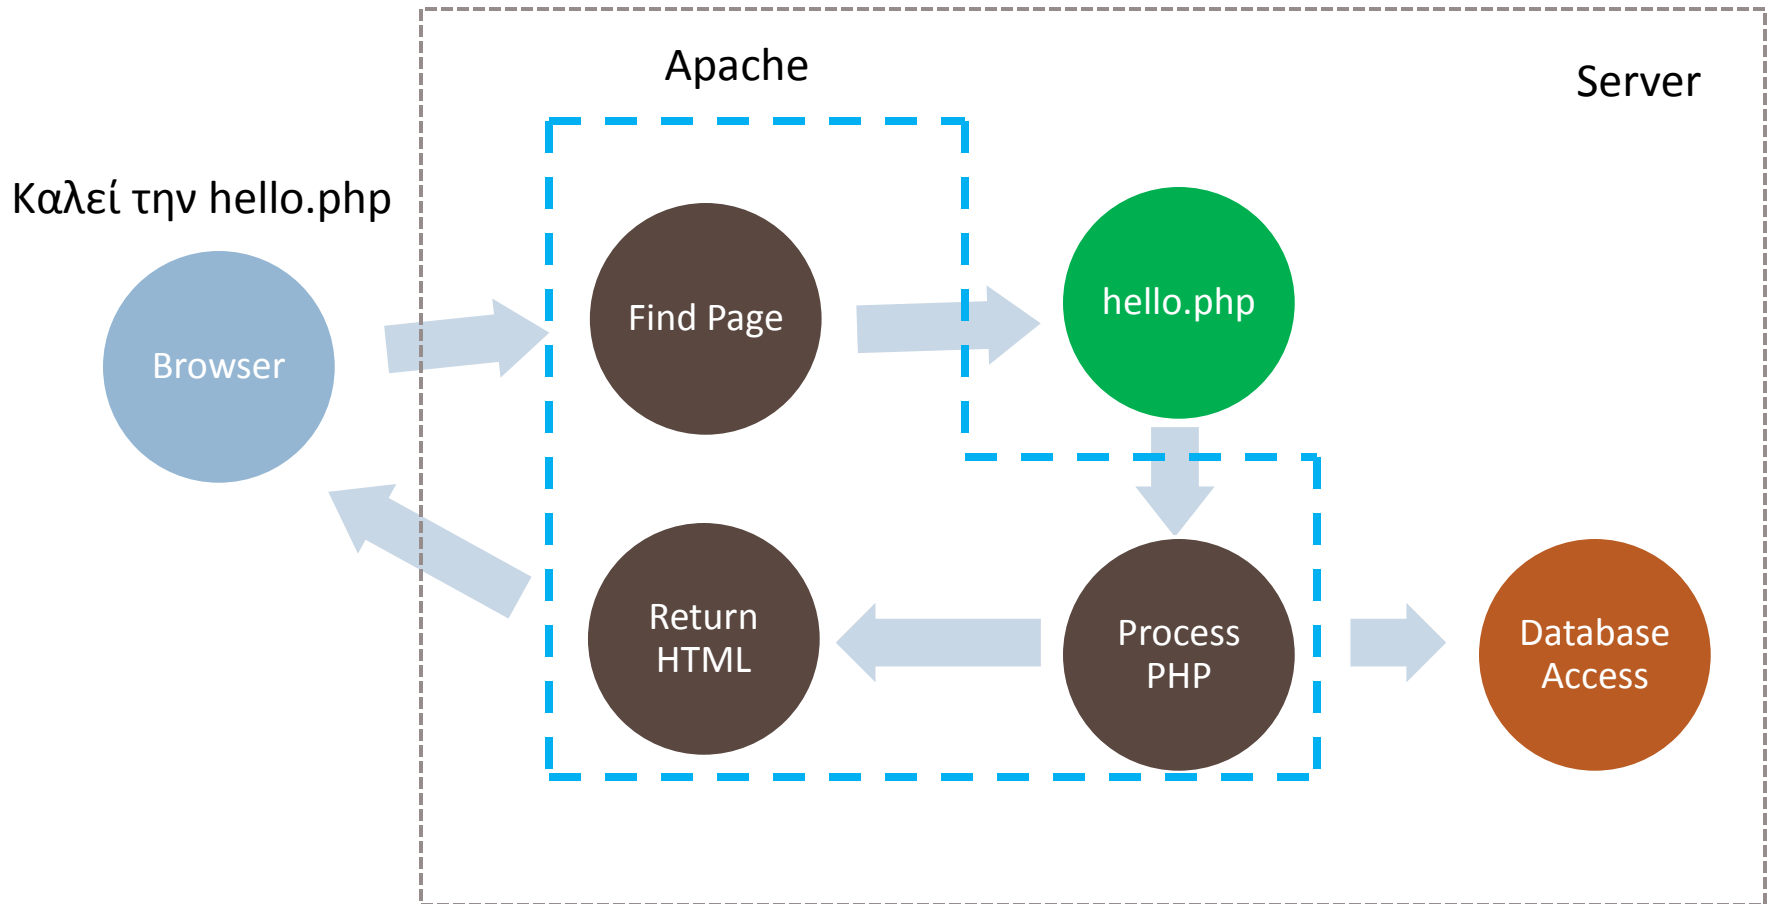 Apache
Server
Καλεί την hello.php
Browser
Find Page
hello.php
Return
HTML
Process
PHP
Database
Access